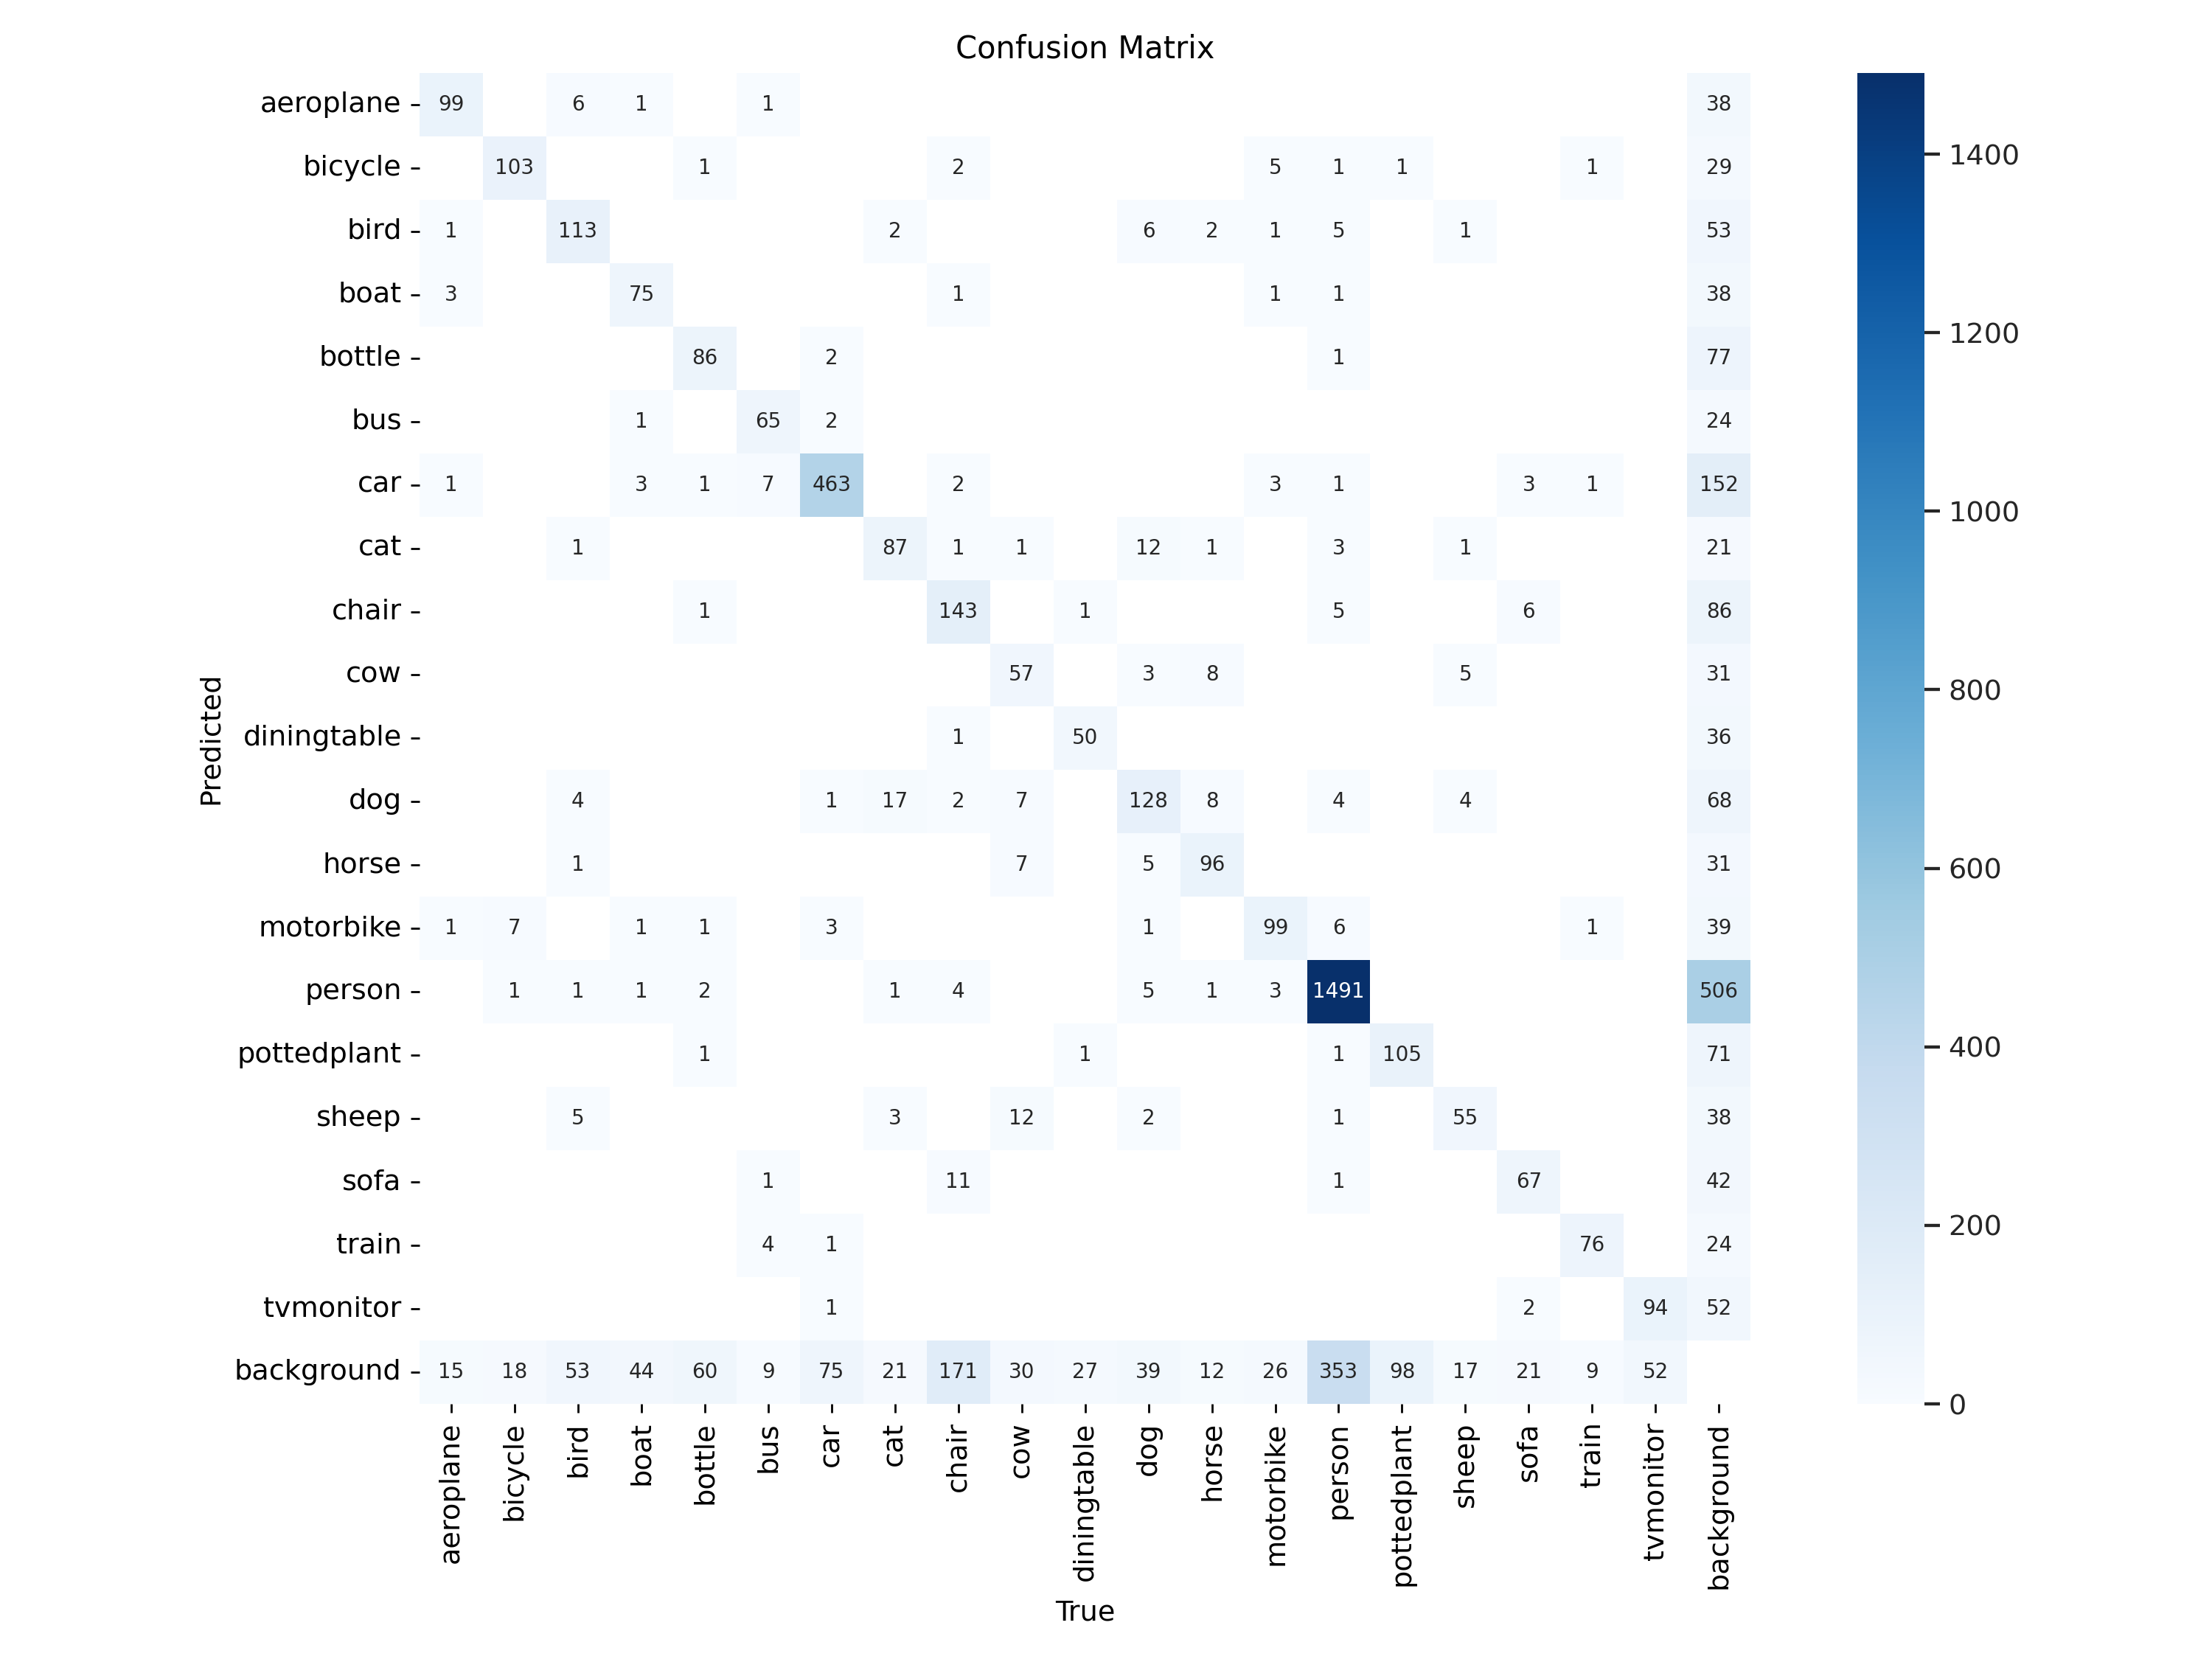 Confusion Matrix
aeroplane 99 6 1 1 38
bicycle 103 1 2 5 1 1 1 29
bird 1 113 2 6 2 1 5 1 53
boat 3 75 1 1 1 38
bottle 86 2 1 77
bus 1 65 2 24
car 1 3 1 7 463 2 3 1 3 1 152
cat 1 87 1 1 12 1 3 1 21
chair 143 1 1 5 6 86
cow 57 3 8 5 31
diningtable 1 50 36
dog 4 1 17 2 7 128 8 4 4 68
horse 1 7 5 96 31
motorbike 1 7 1 1 3 1 99 6 1 39
person 1 1 1 2 1 4 5 1 3 1491 506
pottedplant 1 1 1 105 71
sheep 5 3 12 2 1 55 38
sofa 1 11 1 67 42
train 4 1 76 24
tvmonitor 1 2 94 52
background 15 18 53 44 60 9 75 21 171 30 27 39 12 26 353 98 17 21 9 52
aeroplane bicycle bird boat bottle bus car cat chair cow diningtable dog horse motorbike person pottedplant sheep sofa train tvmonitor background
True
Predicted
1400
1200
1000
800
600
400
200
0